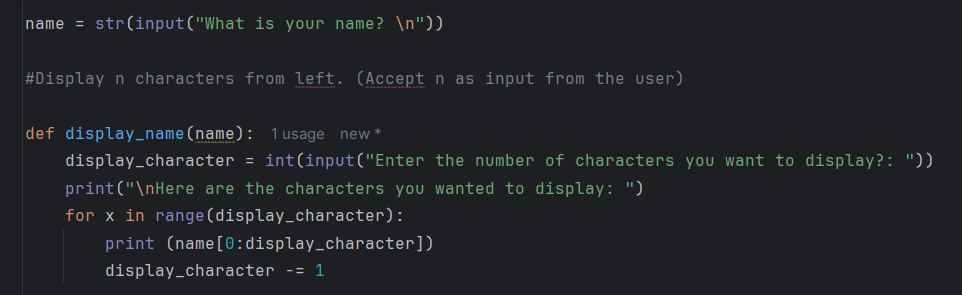 name = str(input("What is your name? \n"))
#Display n characters from left. (Accept n as input from the user)
def display_name(name): 1 usage new *
    display_character = int(input("Enter the number of characters you want to display?: "))
    print("\nHere are the characters you wanted to display: ")
    for x in range(display_character):
        print (name[0:display_character])
        display_character -= 1